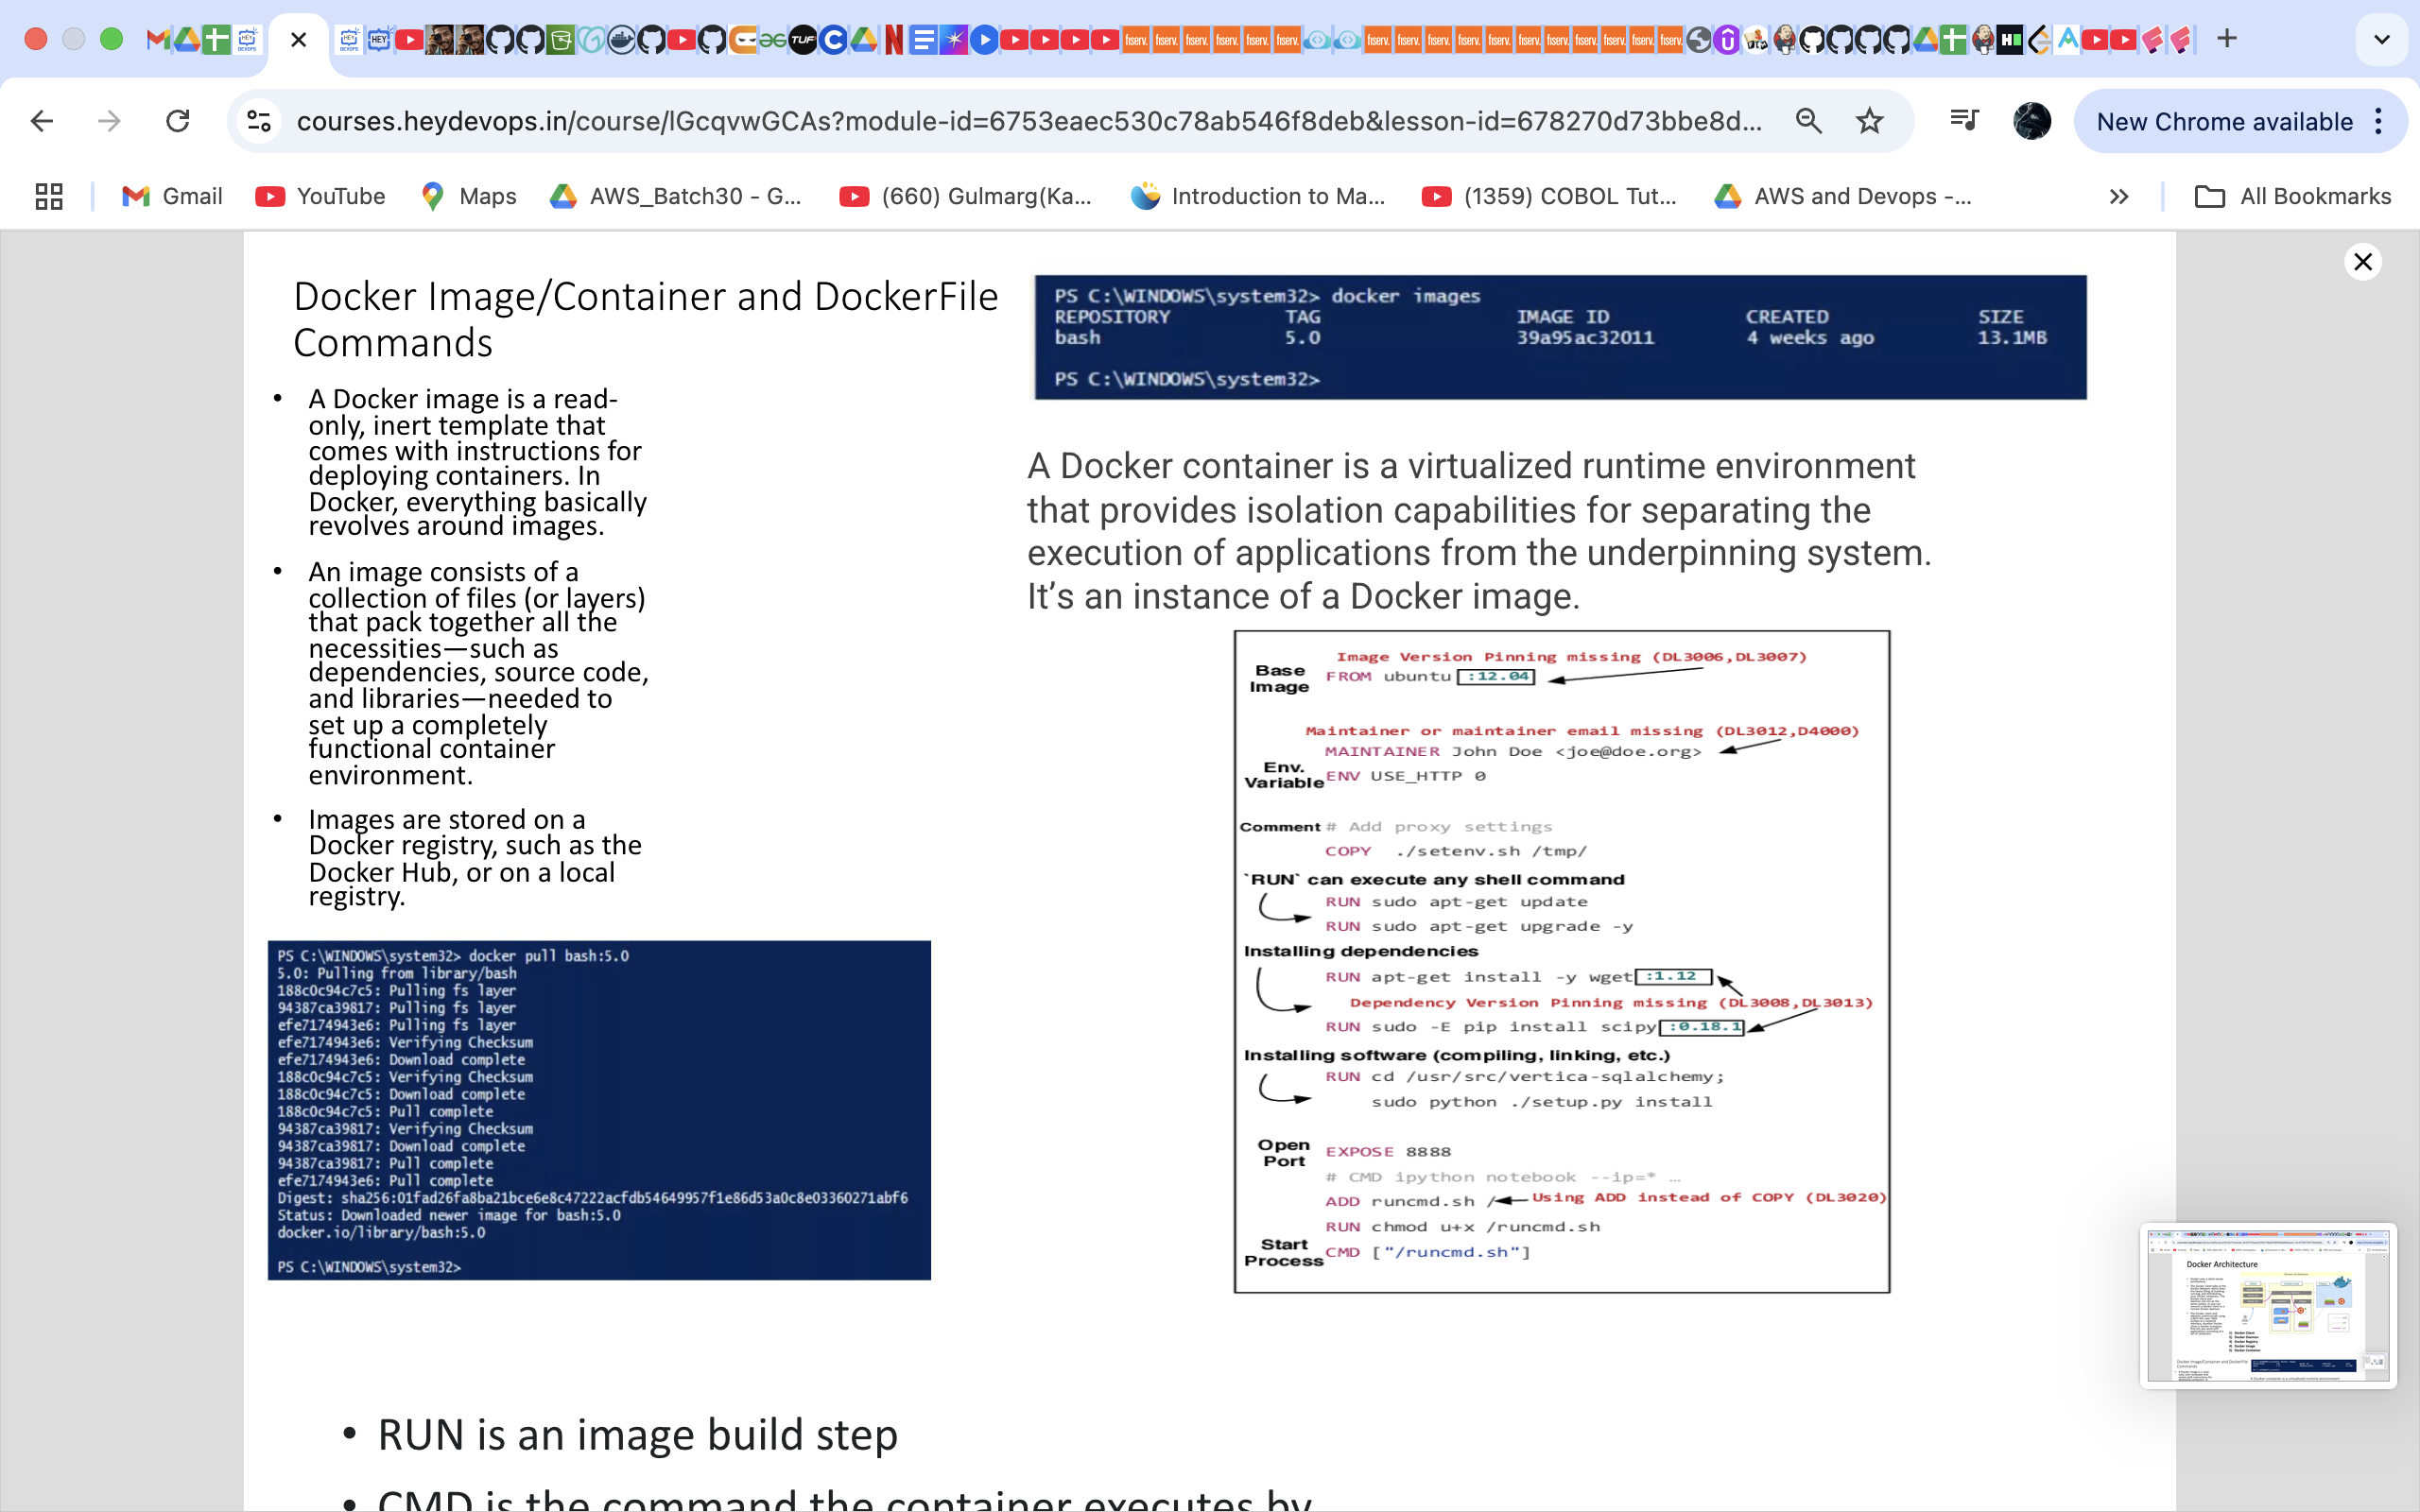 courses.heydevops.in/course/lGcqvwGCAs?module-id=6753eaec530c78ab546f8deb&lesson-id=678270d73bbe8d...
New Chrome available
Gmail
YouTube
Maps
AWS_Batch30 - G...
(660) Gulmarg(Ka...
Introduction to Ma...
(1359) COBOL Tut...
AWS and Devops -...
All Bookmarks
Docker Image/Container and DockerFile
Commands
• A Docker image is a read-
only, inert template that
comes with instructions for
deploying containers. In
Docker, everything basically
revolves around images.
• An image consists of a
collection of files (or layers)
that pack together all the
necessities—such as
dependencies, source code,
and libraries—needed to
set up a completely
functional container
environment.
• Images are stored on a
Docker registry, such as the
Docker Hub, or on a local
registry.
PS C:\WINDOWS\system32> docker pull bash:5.0
5.0: Pulling from library/bash
188c0c94c7c5: Pulling fs layer
94387ca39817: Pulling fs layer
efe7174943e6: Pulling fs layer
efe7174943e6: Verifying Checksum
efe7174943e6: Download complete
188c0c94c7c5: Verifying Checksum
188c0c94c7c5: Download complete
188c0c94c7c5: Pull complete
94387ca39817: Verifying Checksum
94387ca39817: Download complete
94387ca39817: Pull complete
efe7174943e6: Pull complete
Digest: sha256:01fad26fa8ba21bce6e8c47222acfdb54649957f1e86d53a0c8e03360271abf6
Status: Downloaded newer image for bash:5.0
docker.io/library/bash:5.0
PS C:\WINDOWS\system32>
PS C:\WINDOWS\system32> docker images
REPOSITORY TAG IMAGE ID CREATED SIZE
bash 5.0 39a95ac32011 4 weeks ago 13.1MB
PS C:\WINDOWS\system32>
A Docker container is a virtualized runtime environment
that provides isolation capabilities for separating the
execution of applications from the underpinning system.
It's an instance of a Docker image.
Image Version Pinning missing (DL3006,DL3007)
Base
Image
FROM ubuntu :12.04
Maintainer or maintainer email missing (DL3012,D4000)
MAINTAINER John Doe <joe@doe.org>
Env.
Variable
ENV USE_HTTP 0
Comment # Add proxy settings
COPY ./setenv.sh /tmp/
`RUN` can execute any shell command
RUN sudo apt-get update
RUN sudo apt-get upgrade -y
Installing dependencies
RUN apt-get install -y wget :1.12
Dependency Version Pinning missing (DL3008,DL3013)
RUN sudo -E pip install scipy :0.18.1
Installing software (compiling, linking, etc.)
RUN cd /usr/src/vertica-sqlalchemy;
sudo python ./setup.py install
Open
Port
EXPOSE 8888
# CMD ipython notebook --ip=* …
ADD runcmd.sh / Using ADD instead of COPY (DL3020)
RUN chmod u+x /runcmd.sh
Start
Process
CMD ["/runcmd.sh"]
Docker Architecture
• RUN is an image build step
• CMD is the command the container executes by